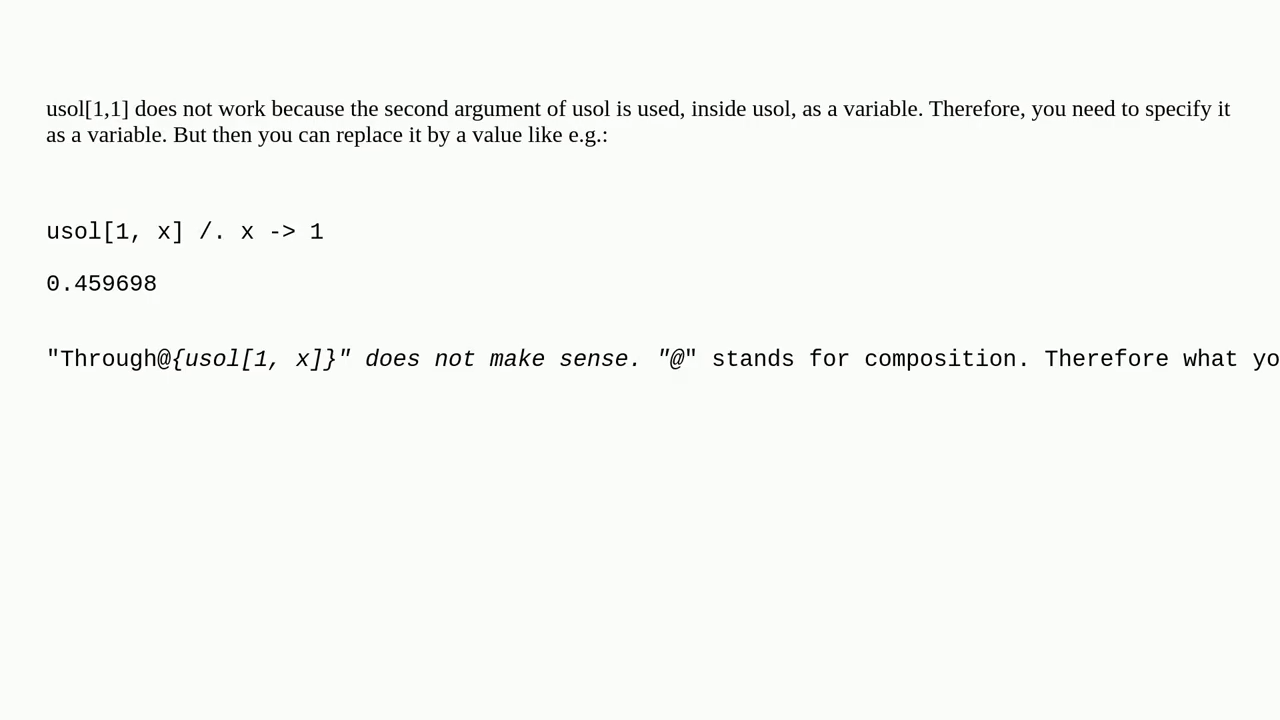 usol[1,1] does not work because the second argument of usol is used, inside usol, as a variable. Therefore, you need to specify it
as a variable. But then you can replace it by a value like e.g.:
usol[1, x] /. x -> 1
0.459698
"Through@{usol[1, x]}" does not make sense. "@" stands for composition. Therefore what yo